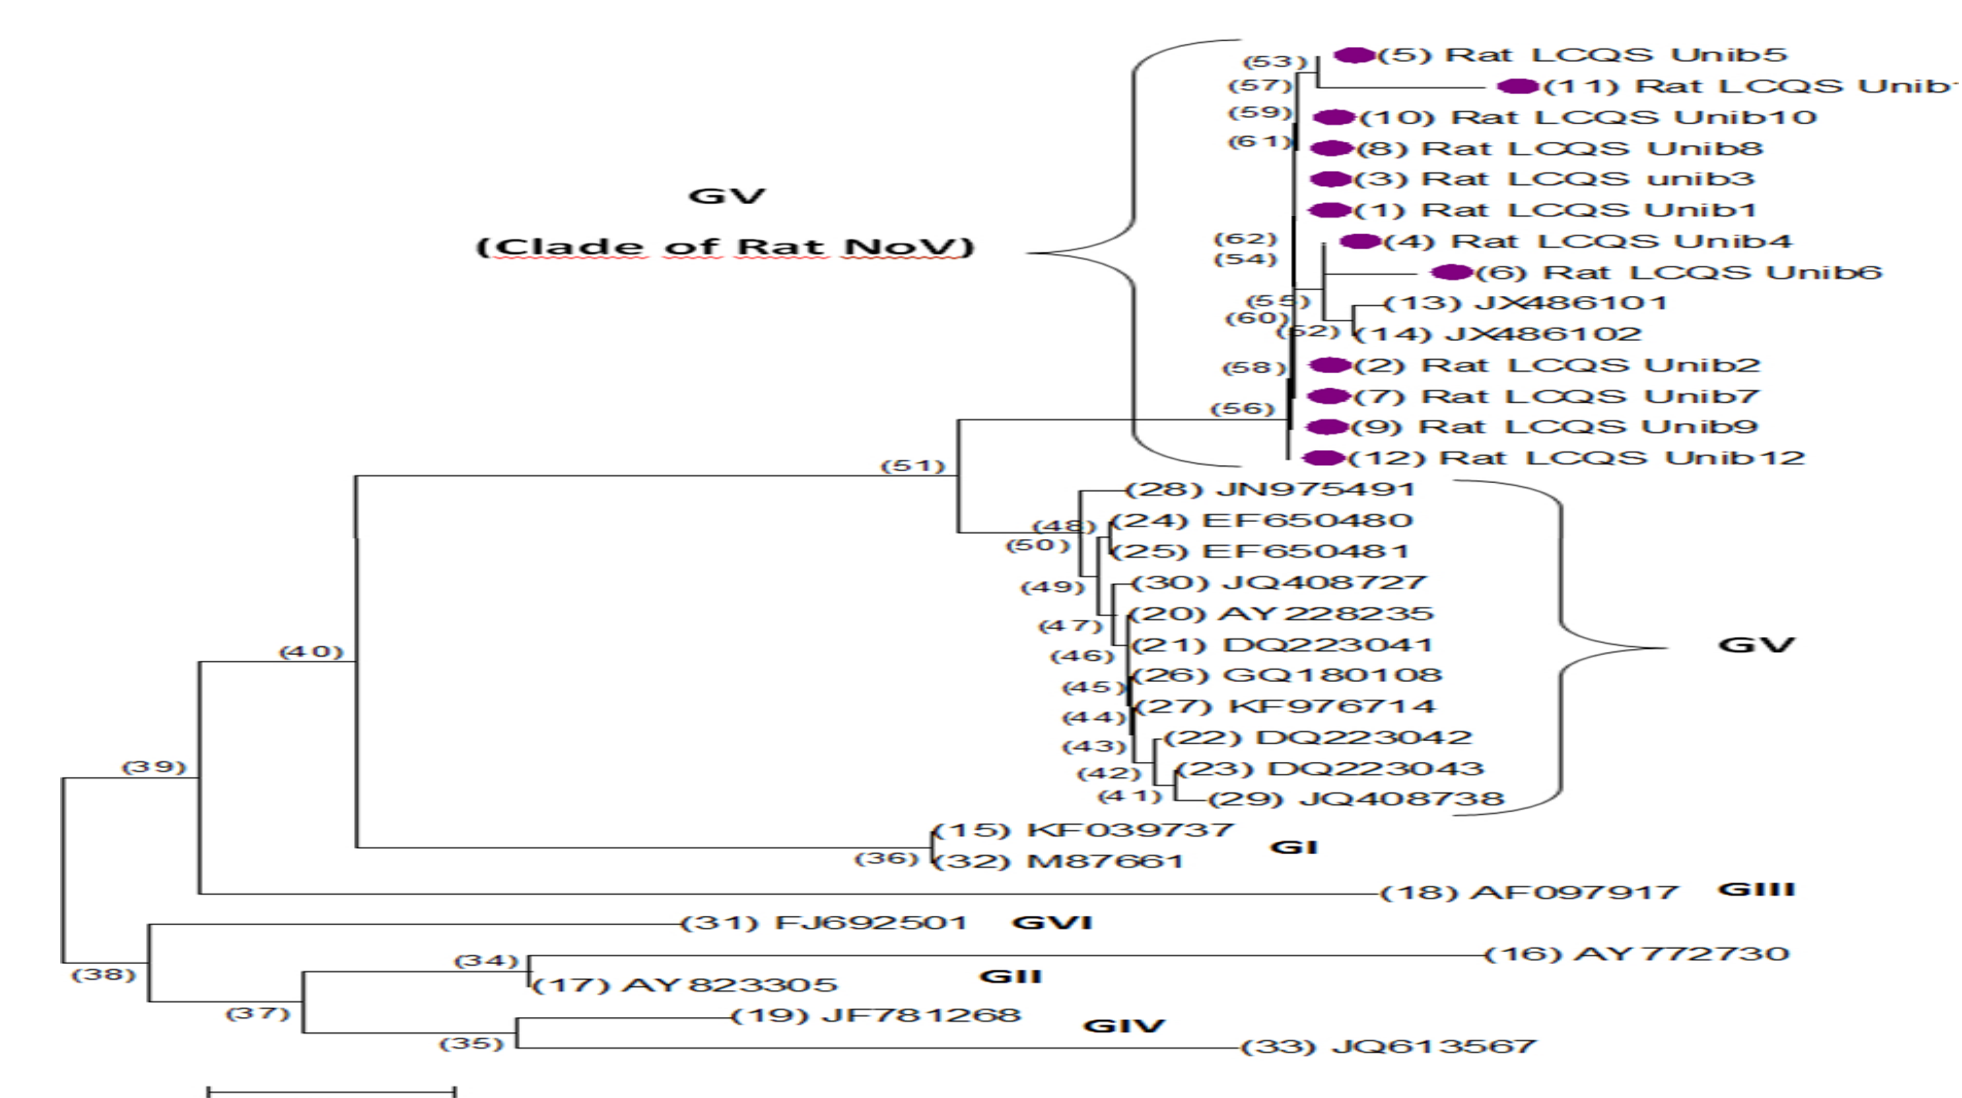 (53)
(5) Rat LCQS Unib5
(57)
(11) Rat LCQS Unib
(59)
(10) Rat LCQS Unib10
(61)
(8) Rat LCQS Unib8
(3) Rat LCQS unib3
GV
(1) Rat LCQS Unib1
(Clade of Rat NoV)
(62)
(4) Rat LCQS Unib4
(54)
(6) Rat LCQS Unib6
(55)
(13) JX486101
(60)
(52)
(14) JX486102
(58)
(2) Rat LCQS Unib2
(7) Rat LCQS Unib7
(56)
(9) Rat LCQS Unib9
(12) Rat LCQS Unib12
(51)
(28) JN975491
(48)
(24) EF650480
(50)
(25) EF650481
(49)
(30) JQ408727
(20) AY228235
(47)
(21) DQ223041
GV
(46)
(40)
(26) GQ180108
(45)
(27) KF976714
(44)
(22) DQ223042
(43)
(39)
(23) DQ223043
(42)
(41)
(29) JQ408738
(15) KF039737
GI
(36)
(32) M87661
(18) AF097917
GIII
(31) FJ692501
GVI
(34)
(16) AY772730
(38)
GII
(17) AY823305
(37)
(19) JF781268
GIV
(35)
(33) JQ613567